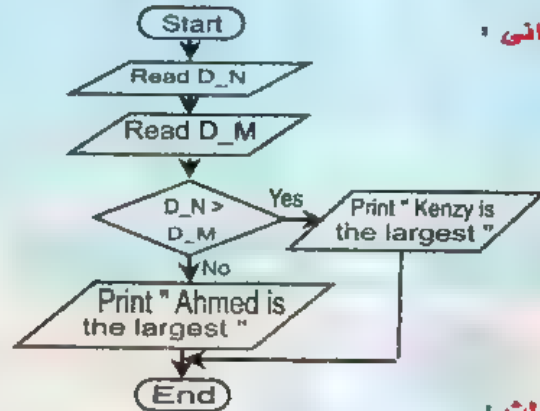 Start
Read D_N
Read D_M
D_N >
D_M
Yes
Print " Kenzy is
the largest "
No
Print " Ahmed is
the largest "
End